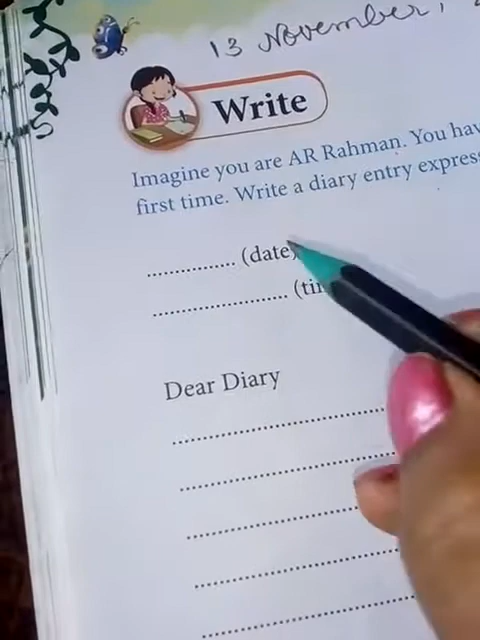 13 November,
Write
Imagine you are AR Rahman. You hav
first time. Write a diary entry expres
.................. (date)
........................... (ti
Dear Diary